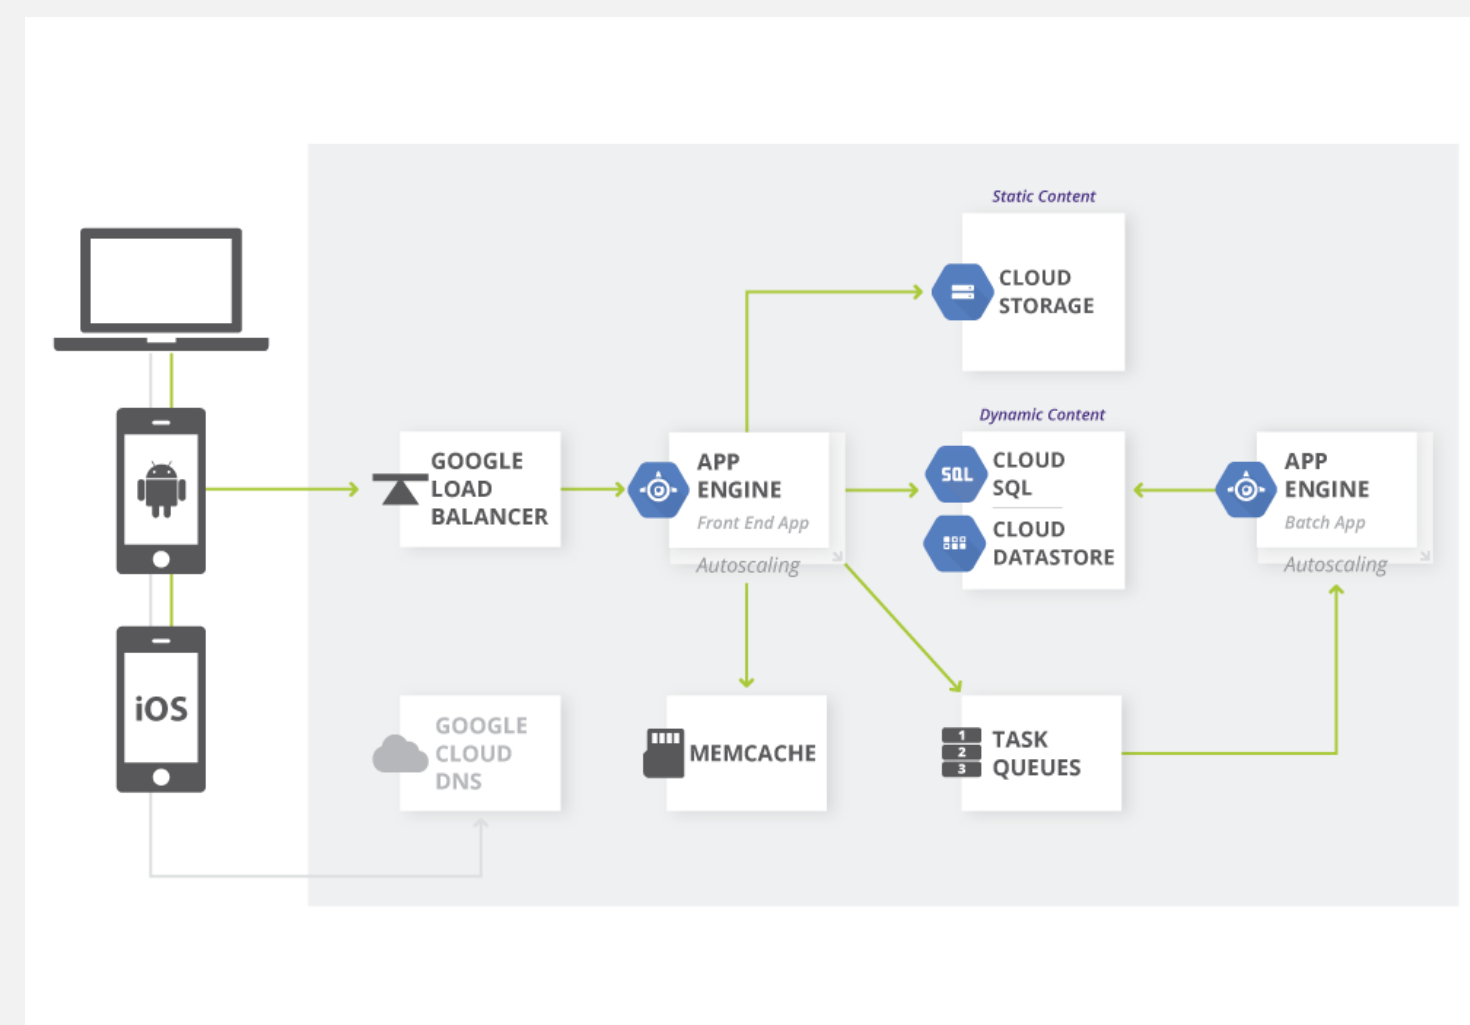 Static Content
CLOUD
STORAGE
Dynamic Content
GOOGLE
LOAD
BALANCER
APP
ENGINE
Front End App
Autoscaling
SQL
CLOUD
SQL
CLOUD
DATASTORE
APP
ENGINE
Batch App
Autoscaling
iOS
GOOGLE
CLOUD
DNS
MEMCACHE
1
2
3
TASK
QUEUES